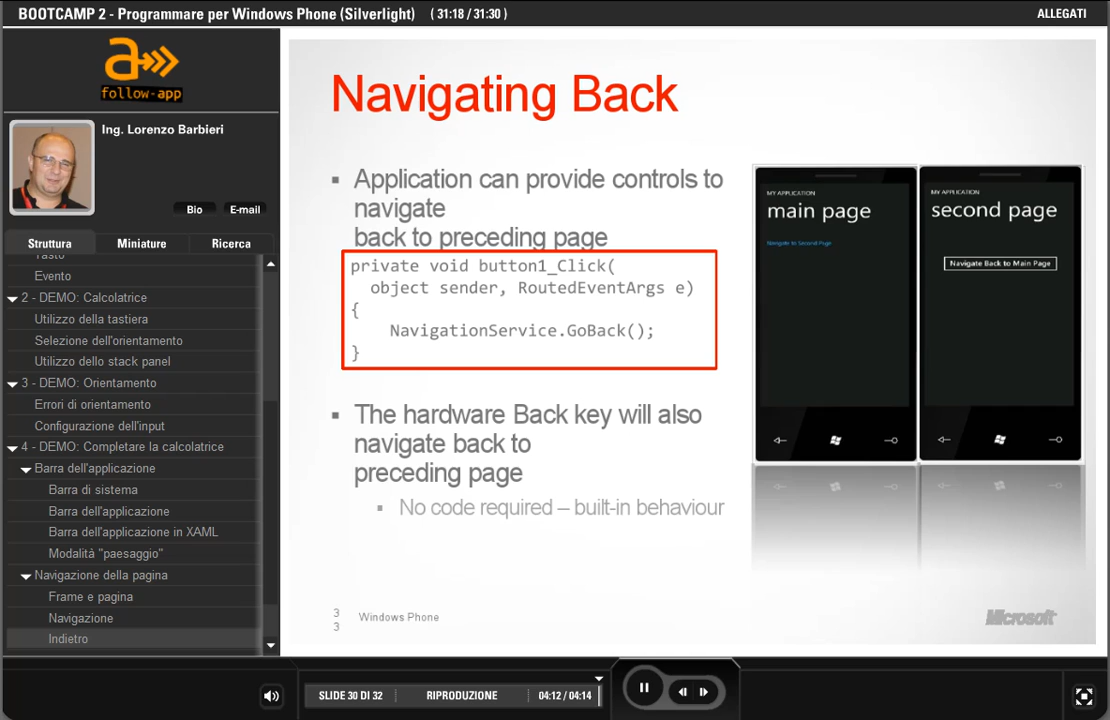 BOOTCAMP 2 - Programmare per Windows Phone (Silverlight) ( 31:18 / 31:30 )
ALLEGATI
a
follow-app
Ing. Lorenzo Barbieri
Bio
E-mail
Struttura
Miniature
Ricerca
Tasto
Evento
2 - DEMO: Calcolatrice
Utilizzo della tastiera
Selezione dell'orientamento
Utilizzo dello stack panel
3 - DEMO: Orientamento
Errori di orientamento
Configurazione dell'input
4 - DEMO: Completare la calcolatrice
Barra dell'applicazione
Barra di sistema
Barra dell'applicazione
Barra dell'applicazione in XAML
Modalità "paesaggio"
Navigazione della pagina
Frame e pagina
Navigazione
Indietro
Navigating Back
▪ Application can provide controls to
navigate
back to preceding page
private void button1_Click(
object sender, RoutedEventArgs e)
{
NavigationService.GoBack();
}
▪ The hardware Back key will also
navigate back to
preceding page
▪ No code required – built-in behaviour
MY APPLICATION
main page
Navigate to Second Page
MY APPLICATION
second page
Navigate Back to Main Page
3
3
Windows Phone
Microsoft
SLIDE 30 DI 32
RIPRODUZIONE
04:12 / 04:14